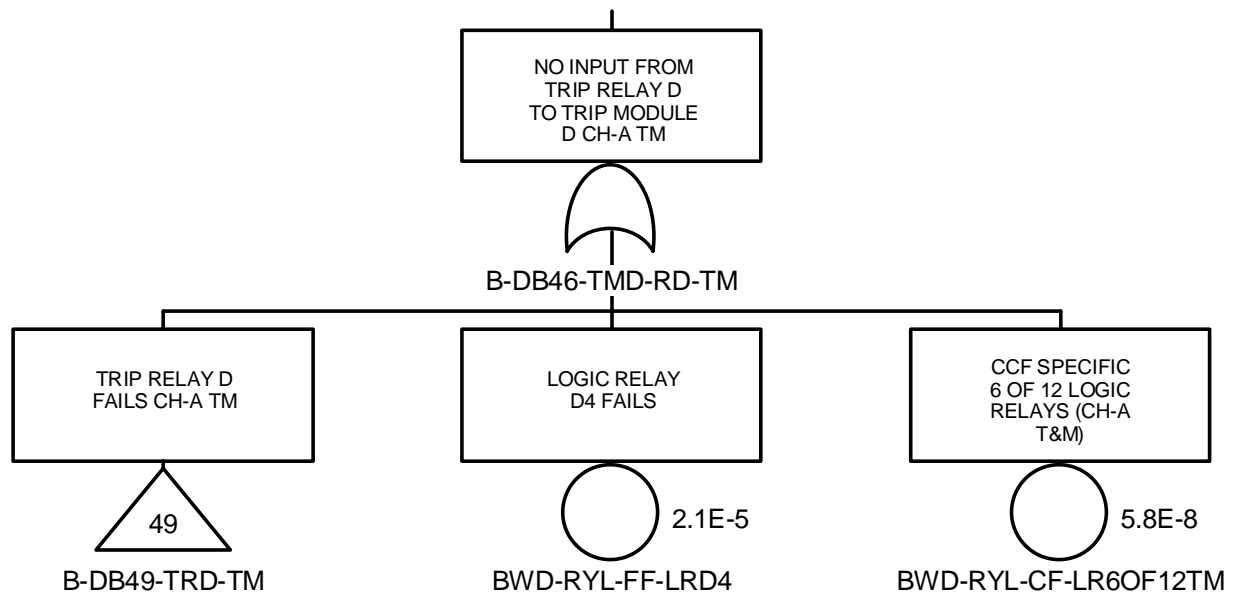 NO INPUT FROM
TRIP RELAY D
TO TRIP MODULE
D CH-A TM
B-DB46-TMD-RD-TM
TRIP RELAY D
FAILS CH-A TM
49
B-DB49-TRD-TM
LOGIC RELAY
D4 FAILS
2.1E-5
BWD-RYL-FF-LRD4
CCF SPECIFIC
6 OF 12 LOGIC
RELAYS (CH-A
T&M)
5.8E-8
BWD-RYL-CF-LR6OF12TM